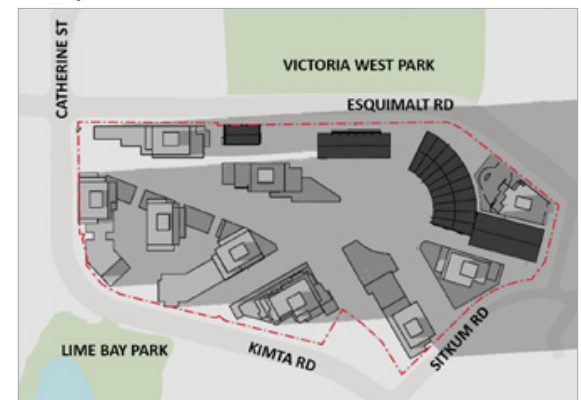 CATHERINE ST
VICTORIA WEST PARK
ESQUIMALT RD
LIME BAY PARK
KIMTA RD
SITKUM RD